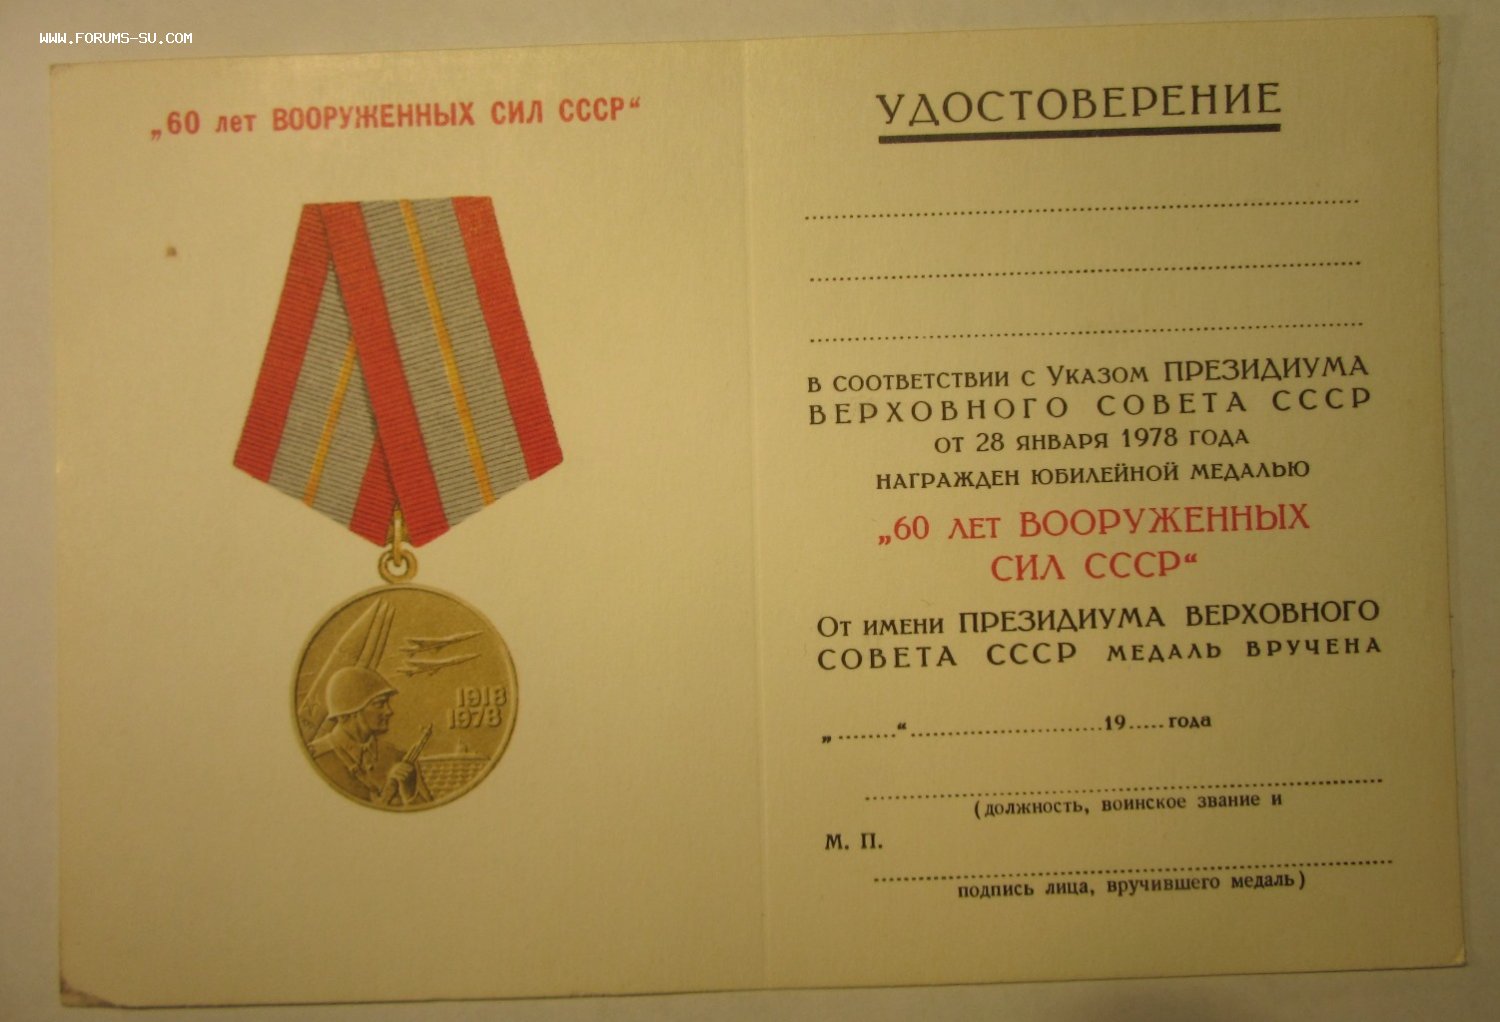 www.forums-su.com
„60 лет ВООРУЖЕННЫХ СИЛ СССР“
1918
1978
УДОСТОВЕРЕНИЕ
В СООТВЕТСТВИИ С УКАЗОМ ПРЕЗИДИУМА
ВЕРХОВНОГО СОВЕТА СССР
ОТ 28 ЯНВАРЯ 1978 ГОДА
НАГРАЖДЕН ЮБИЛЕЙНОЙ МЕДАЛЬЮ
„60 ЛЕТ ВООРУЖЕННЫХ
СИЛ СССР“
ОТ ИМЕНИ ПРЕЗИДИУМА ВЕРХОВНОГО
СОВЕТА СССР МЕДАЛЬ ВРУЧЕНА
„........“........................19.....года
(должность, воинское звание и
М. П.
подпись лица, вручившего медаль)